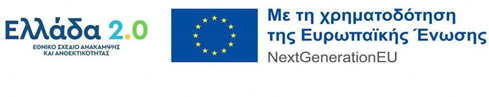 Ελλάδα 2.0
ΕΘΝΙΚΟ ΣΧΕΔΙΟ ΑΝΑΚΑΜΨΗΣ
ΚΑΙ ΑΝΘΕΚΤΙΚΟΤΗΤΑΣ
Με τη χρηματοδότηση
της Ευρωπαϊκής Ένωσης
NextGenerationEU